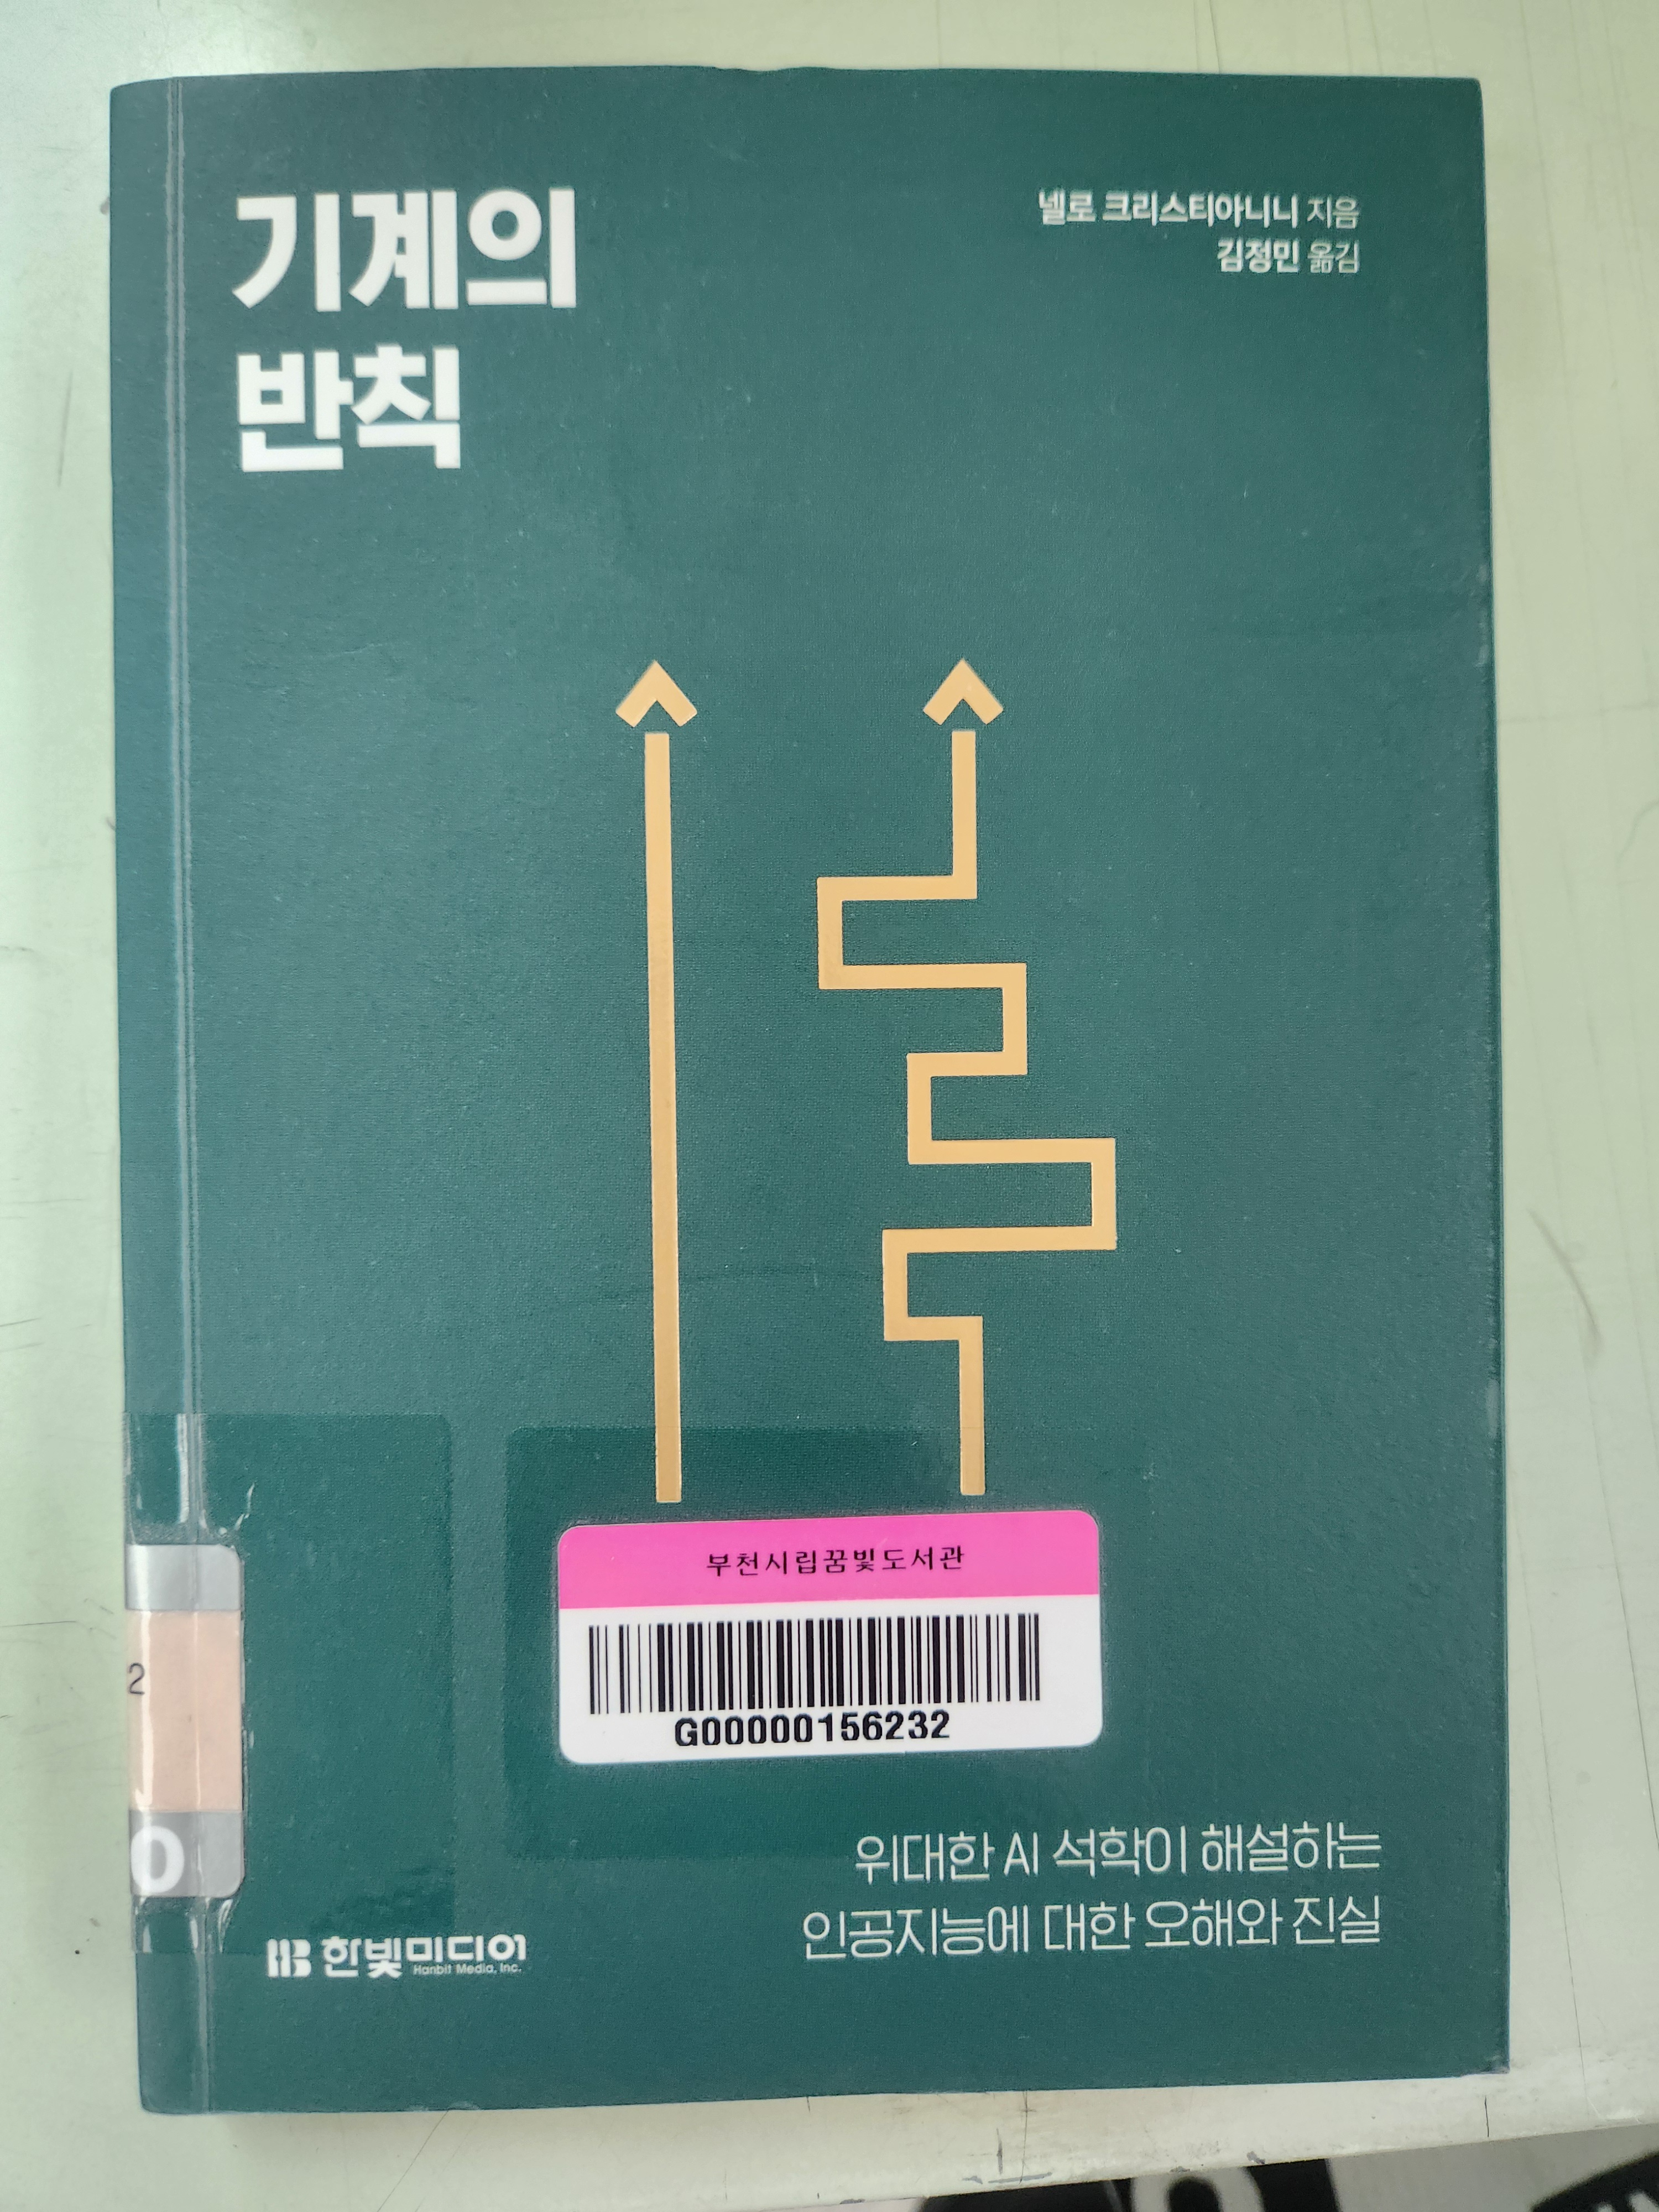 기계의
반칙
넬로 크리스티아니니 지음
김정민 옮김
부천시립꿈빛도서관
G00000156232
2
0
위대한 AI 석학이 해설하는
인공지능에 대한 오해와 진실
한빛미디어
Hanbit Media, Inc.